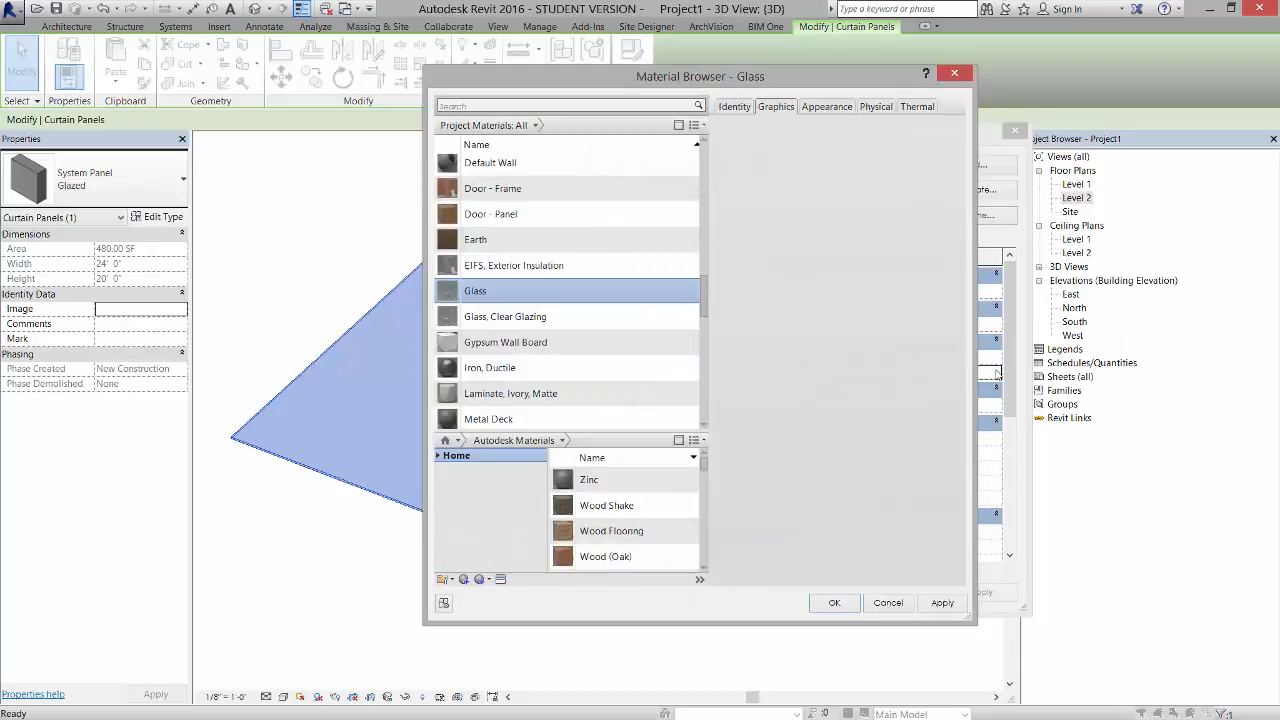 Autodesk Revit 2016 - STUDENT VERSION - Project1 - 3D View: {3D}
Type a keyword or phrase
Sign In
Architecture Structure Systems Insert Annotate Analyze Massing & Site Collaborate View Manage Add-Ins Site Designer ArchVision BIM One Modify | Curtain Panels
Modify
Paste
Cope
Cut
Join
Select Properties Clipboard Geometry Modify
Modify | Curtain Panels
Properties
System Panel
Glazed
Curtain Panels (1)
Edit Type
Dimensions
Area 480.00 SF
Width 24' 0"
Height 20' 0"
Identity Data
Image
Comments
Mark
Phasing
Phase Created New Construction
Phase Demolished None
Properties help
Apply
Ready
1/8" = 1'-0"
:0
Main Model
:1
Material Browser - Glass
?
Search
Project Materials: All
Name
Default Wall
Door - Frame
Door - Panel
Earth
EIFS, Exterior Insulation
Glass
Glass, Clear Glazing
Gypsum Wall Board
Iron, Ductile
Laminate, Ivory, Matte
Metal Deck
Autodesk Materials
Home
Name
Zinc
Wood Shake
Wood Flooring
Wood (Oak)
Identity Graphics Appearance Physical Thermal
OK Cancel Apply
oject Browser - Project1
Views (all)
Floor Plans
Level 1
Level 2
Site
Ceiling Plans
Level 1
Level 2
3D Views
Elevations (Building Elevation)
East
North
South
West
Legends
Schedules/Quantities
Sheets (all)
Families
Groups
Revit Links